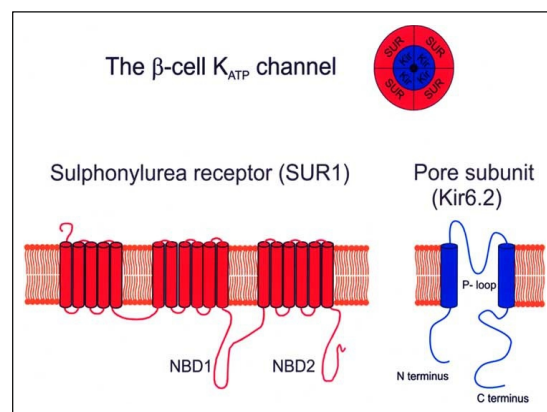 The β-cell K_ATP channel
SUR SUR
Kir Kir
Kir Kir
SUR SUR
Sulphonylurea receptor (SUR1)
Pore subunit
(Kir6.2)
P- loop
NBD1
NBD2
N terminus
C terminus